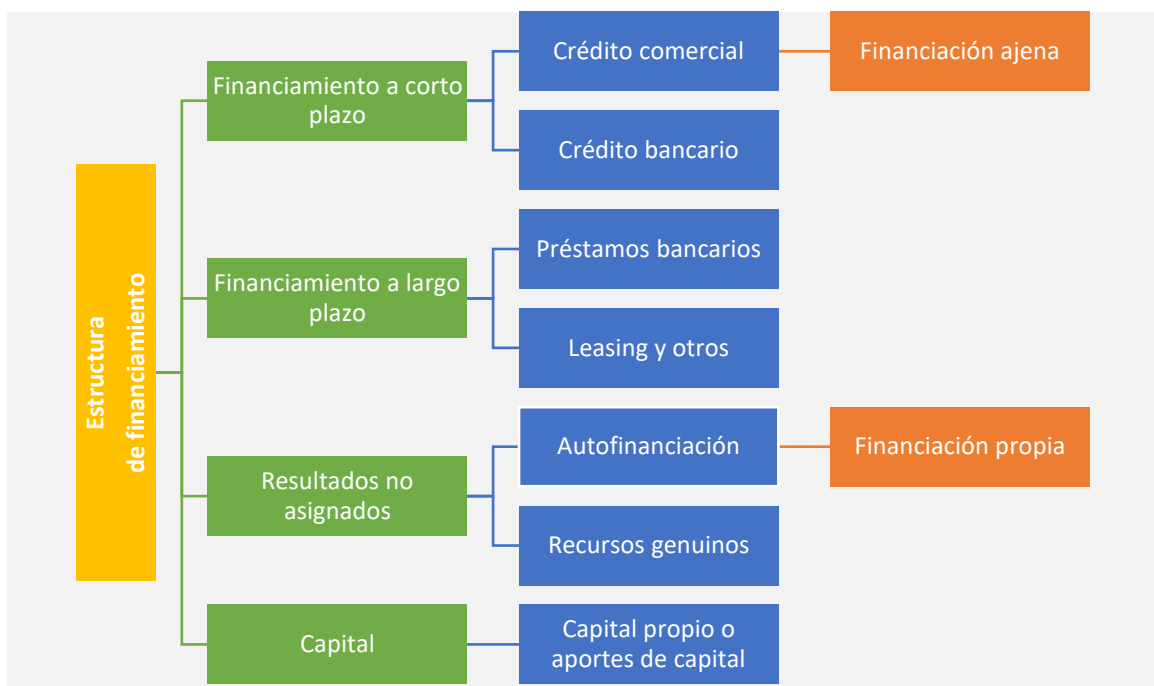 Estructura
de financiamiento
Financiamiento a corto
plazo
Crédito comercial
Financiación ajena
Crédito bancario
Financiamiento a largo
plazo
Préstamos bancarios
Leasing y otros
Resultados no
asignados
Autofinanciación
Financiación propia
Recursos genuinos
Capital
Capital propio o
aportes de capital